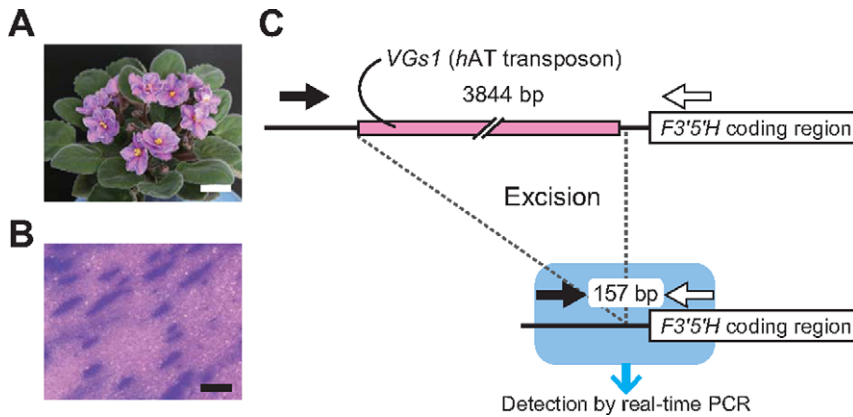 A
B
C
VGs1 (hAT transposon)
3844 bp
F3'5'H coding region
Excision
157 bp
F3'5'H coding region
Detection by real-time PCR